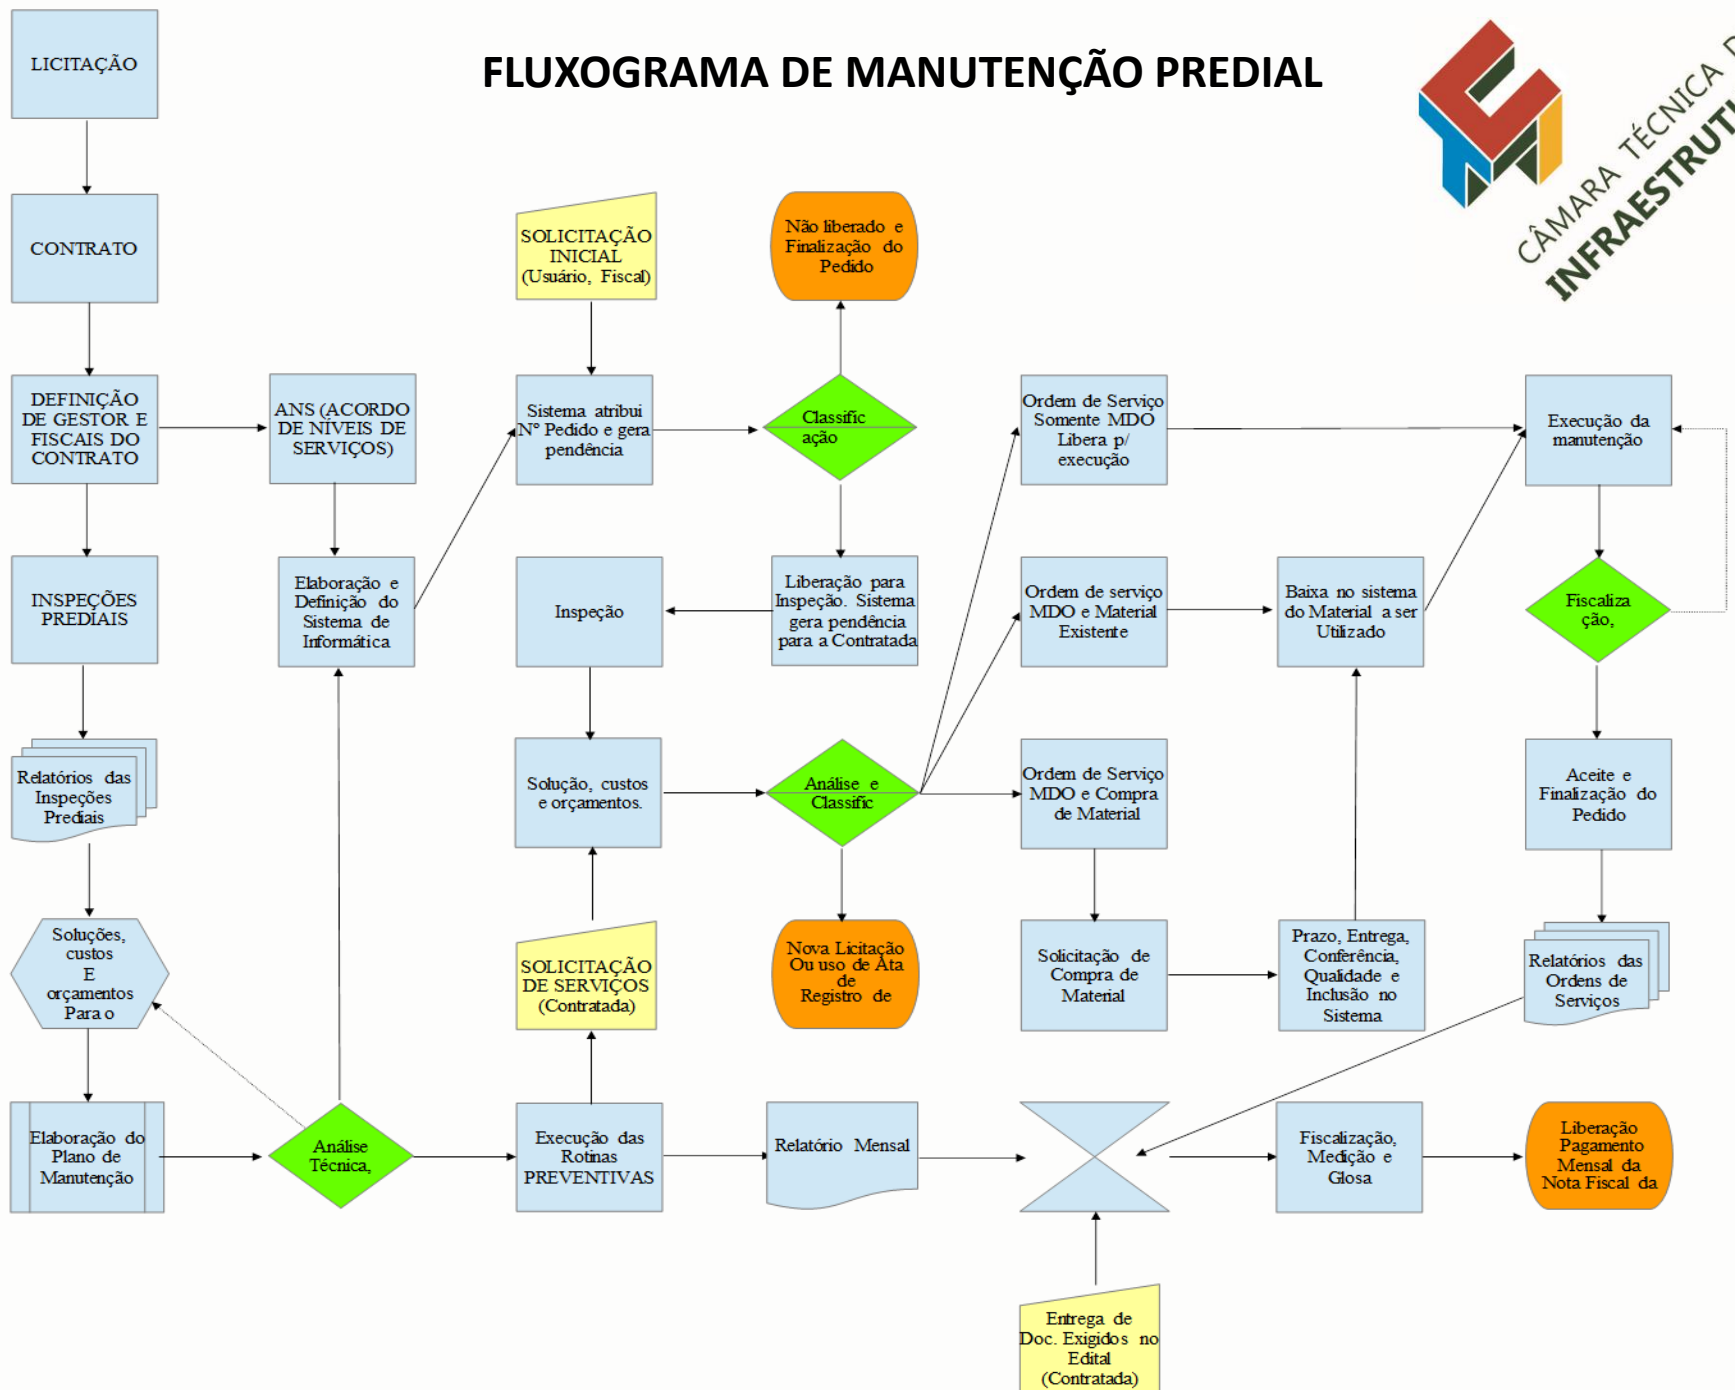 FLUXOGRAMA DE MANUTENÇÃO PREDIAL
CÂMARA TÉCNICA
LICITAÇÃO
CONTRATO
SOLICITAÇÃO
INICIAL
(Usuário, Fiscal)
Não liberado e
Finalização do
Pedido
DEFINIÇÃO
DE GESTOR E
FISCAIS DO
CONTRATO
ANS (ACORDO
DE NÍVEIS DE
SERVIÇOS)
Sistema atribui
Nº Pedido e gera
pendência
Classific
ação
Ordem de Serviço
Somente MDO
Libera p/
execução
Execução da
manutenção
INSPEÇÕES
PREDIAIS
Elaboração e
Definição do
Sistema de
Informática
Inspeção
Liberação para
Inspeção. Sistema
gera pendência
para a Contratada
Ordem de serviço
MDO e Material
Existente
Baixa no sistema
do Material a ser
Utilizado
Fiscaliza
ção,
Relatórios das
Inspeções
Prediais
Solução, custos
e orçamentos.
Análise e
Classific
Ordem de Serviço
MDO e Compra
de Material
Aceite e
Finalização do
Pedido
Soluções,
custos
E
orçamentos
Para o
SOLICITAÇÃO
DE SERVIÇOS
(Contratada)
Nova Licitação
Ou uso de Ata
de
Registro de
Solicitação de
Compra de
Material
Prazo, Entrega,
Conferência,
Qualidade e
Inclusão no
Sistema
Relatórios das
Ordens de
Serviços
Elaboração do
Plano de
Manutenção
Análise
Técnica,
Execução das
Rotinas
PREVENTIVAS
Relatório Mensal
Fiscalização,
Medição e
Glosa
Liberação
Pagamento
Mensal da
Nota Fiscal da
Entrega de
Doc. Exigidos no
Edital
(Contratada)